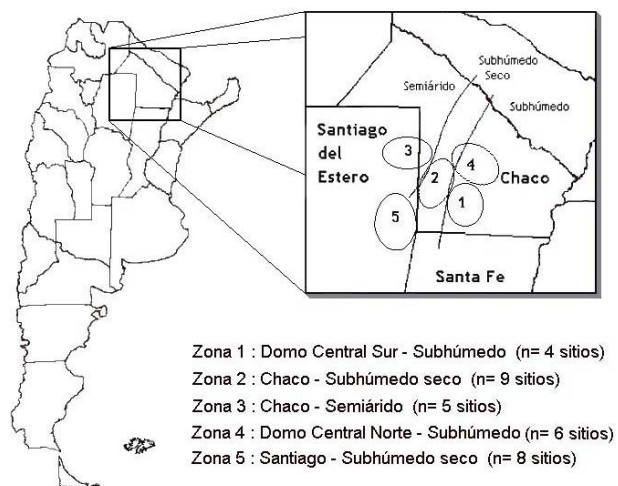 Subhúmedo
Seco
Semiárido
Subhúmedo
Santiago
del
Estero
3
4
2
Chaco
1
5
Santa Fe
Zona 1 : Domo Central Sur - Subhúmedo (n= 4 sitios)
Zona 2 : Chaco - Subhúmedo seco (n= 9 sitios)
Zona 3 : Chaco - Semiárido (n= 5 sitios)
Zona 4 : Domo Central Norte - Subhúmedo (n= 6 sitios)
Zona 5 : Santiago - Subhúmedo seco (n= 8 sitios)